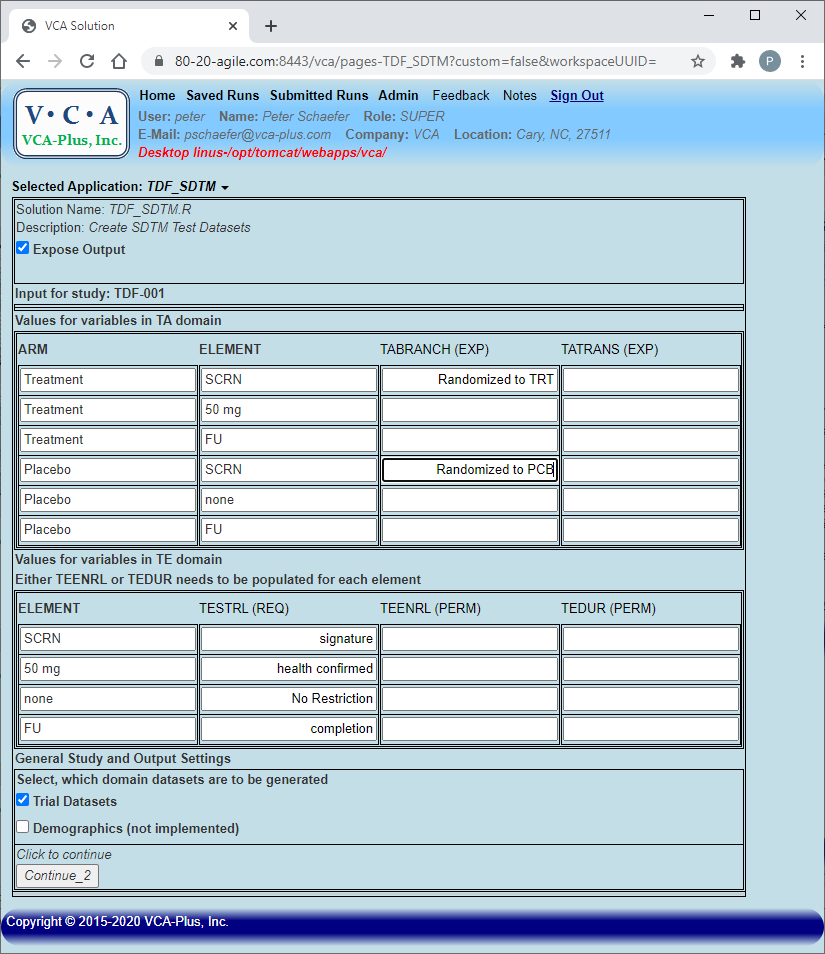 VCA Solution
80-20-agile.com:8443/vca/pages-TDF_SDTM?custom=false&workspaceUUID=
P
V·C·A
VCA-Plus, Inc.
Home Saved Runs Submitted Runs Admin Feedback Notes Sign Out
User: peter Name: Peter Schaefer Role: SUPER
E-Mail: pschaefer@vca-plus.com Company: VCA Location: Cary, NC, 27511
Desktop linus-/opt/tomcat/webapps/vca/
Selected Application: TDF_SDTM
Solution Name: TDF_SDTM.R
Description: Create SDTM Test Datasets
Expose Output
Input for study: TDF-001
Values for variables in TA domain
ARM ELEMENT TABRANCH (EXP) TATRANS (EXP)
Treatment SCRN Randomized to TRT
Treatment 50 mg
Treatment FU
Placebo SCRN Randomized to PCB
Placebo none
Placebo FU
Values for variables in TE domain
Either TEENRL or TEDUR needs to be populated for each element
ELEMENT TESTRL (REQ) TEENRL (PERM) TEDUR (PERM)
SCRN signature
50 mg health confirmed
none No Restriction
FU completion
General Study and Output Settings
Select, which domain datasets are to be generated
Trial Datasets
Demographics (not implemented)
Click to continue
Continue_2
Copyright © 2015-2020 VCA-Plus, Inc.